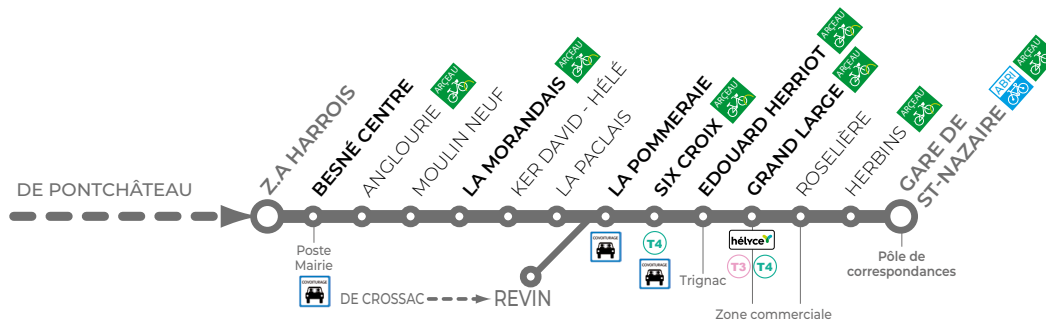 DE PONTCHÂTEAU
Z.A HARROIS
BESNÉ CENTRE
Poste
Mairie
COVOITURAGE
ANGLOURIE
ARCEAU
MOULIN NEUF
LA MORANDAIS
ARCEAU
KER DAVID - HÉLÉ
LA PACLAIS
DE CROSSAC
REVIN
LA POMMERAIE
COVOITURAGE
SIX CROIX
ARCEAU
T4
COVOITURAGE
EDOUARD HERRIOT
ARCEAU
Trignac
GRAND LARGE
ARCEAU
hélyce
T3 T4
ROSELIÈRE
Zone commerciale
HERBINS
ARCEAU
GARE DE
ST-NAZAIRE
ABRI
ARCEAU
Pôle de
correspondances